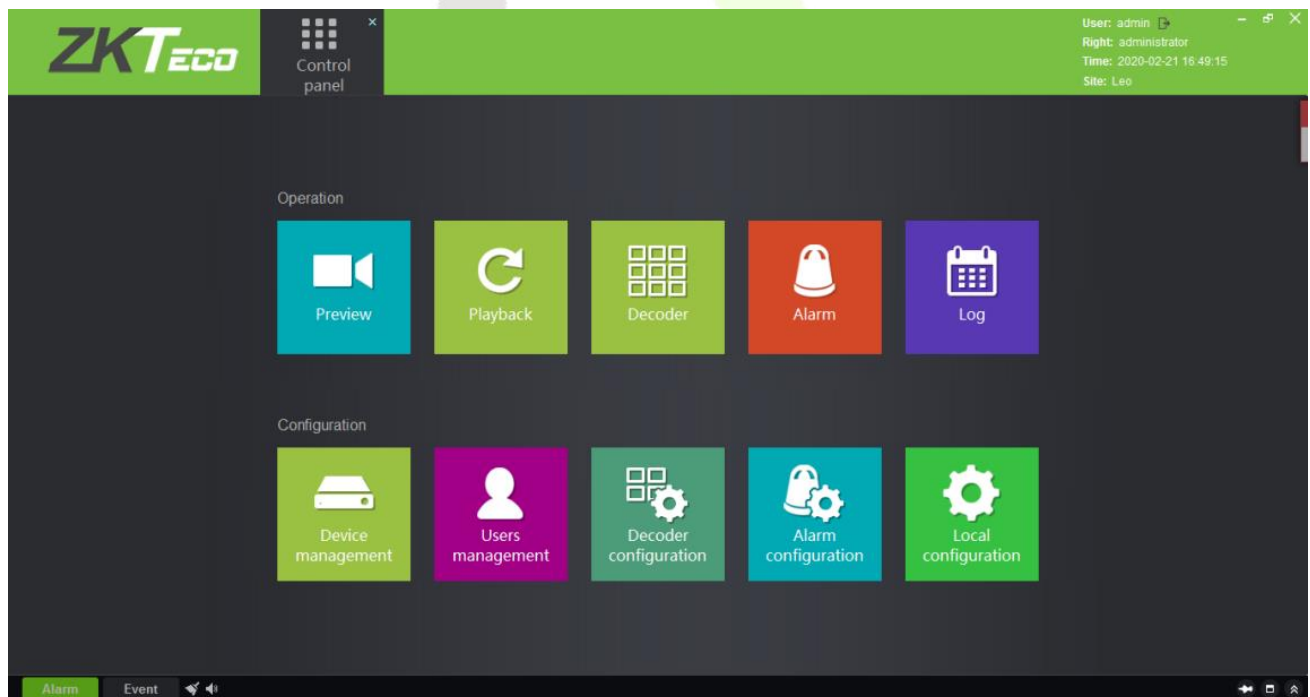 ZKTECO
Control
panel
User: admin
Right: administrator
Time: 2020-02-21 16:49:15
Site: Leo
Operation
Preview
Playback
Decoder
Alarm
Log
Configuration
Device
management
Users
management
Decoder
configuration
Alarm
configuration
Local
configuration
Alarm
Event